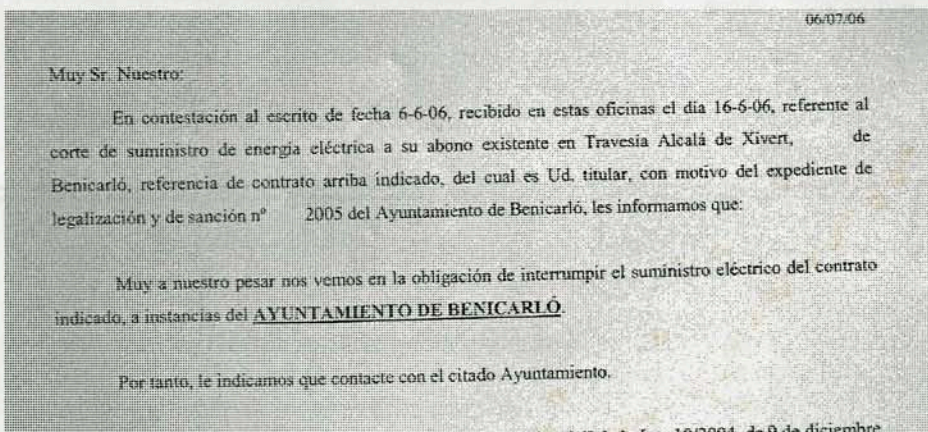 06/07/06
Muy Sr. Nuestro:
En contestación al escrito de fecha 6-6-06, recibido en estas oficinas el día 16-6-06, referente al
corte de suministro de energía eléctrica a su abono existente en Travesía Alcalá de Xivert, de
Benicarló, referencia de contrato arriba indicado, del cual es Ud. titular, con motivo del expediente de
legalización y de sanción nº 2005 del Ayuntamiento de Benicarló, les informamos que:
Muy a nuestro pesar nos vemos en la obligación de interrumpir el suministro eléctrico del contrato
indicado, a instancias del AYUNTAMIENTO DE BENICARLÓ.
Por tanto, le indicamos que contacte con el citado Ayuntamiento.
10/2004, de 9 de diciembre